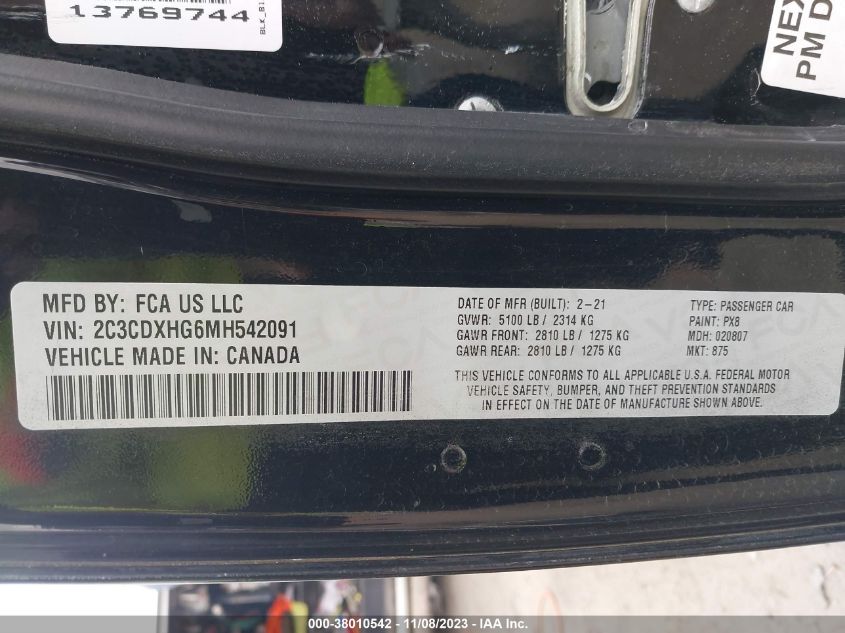 13769744
BLK_B1
NEX
PM D
MFD BY: FCA US LLC
VIN: 2C3CDXHG6MH542091
VEHICLE MADE IN: CANADA
DATE OF MFR (BUILT): 2-21
GVWR: 5100 LB / 2314 KG
GAWR FRONT: 2810 LB / 1275 KG
GAWR REAR: 2810 LB / 1275 KG
TYPE: PASSENGER CAR
PAINT: PX8
MDH: 020807
MKT: 875
THIS VEHICLE CONFORMS TO ALL APPLICABLE U.S.A. FEDERAL MOTOR
VEHICLE SAFETY, BUMPER, AND THEFT PREVENTION STANDARDS
IN EFFECT ON THE DATE OF MANUFACTURE SHOWN ABOVE.
000-38010542 - 11/08/2023 - IAA Inc.